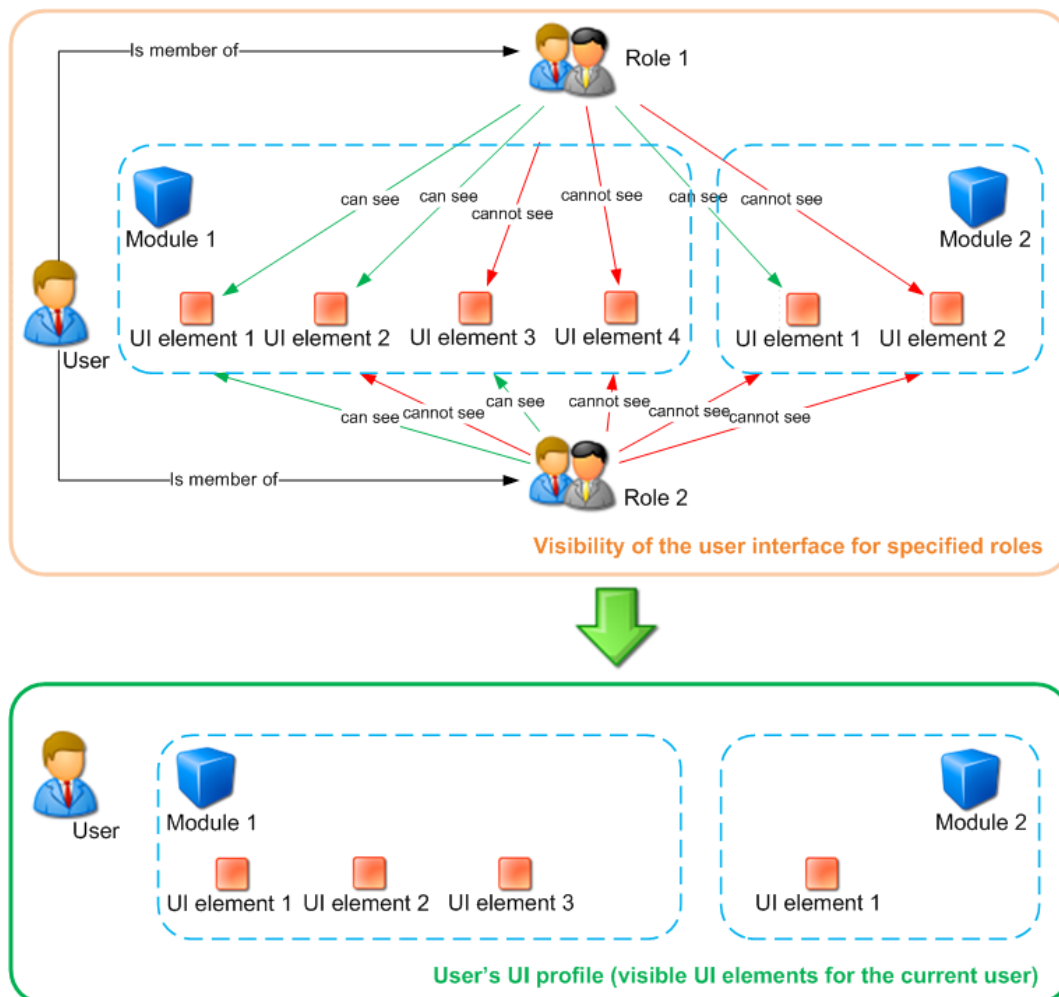 Is member of
Role 1
can see
can see
cannot see
cannot see
can see
cannot see
Module 1
Module 2
User
UI element 1
UI element 2
UI element 3
UI element 4
UI element 1
UI element 2
can see
cannot see
can see
cannot see
cannot see
cannot see
Is member of
Role 2
Visibility of the user interface for specified roles
User
Module 1
Module 2
UI element 1
UI element 2
UI element 3
UI element 1
User's UI profile (visible UI elements for the current user)